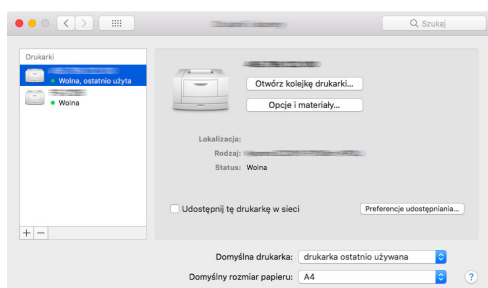 Szukaj
Drukarki
Wolna, ostatnio użyta
Wolna
Otwórz kolejkę drukarki...
Opcje i materiały...
Lokalizacja:
Rodzaj:
Status: Wolna
Udostępnij tę drukarkę w sieci
Preferencje udostępniania...
+ −
Domyślna drukarka: drukarka ostatnio używana
Domyślny rozmiar papieru: A4
?